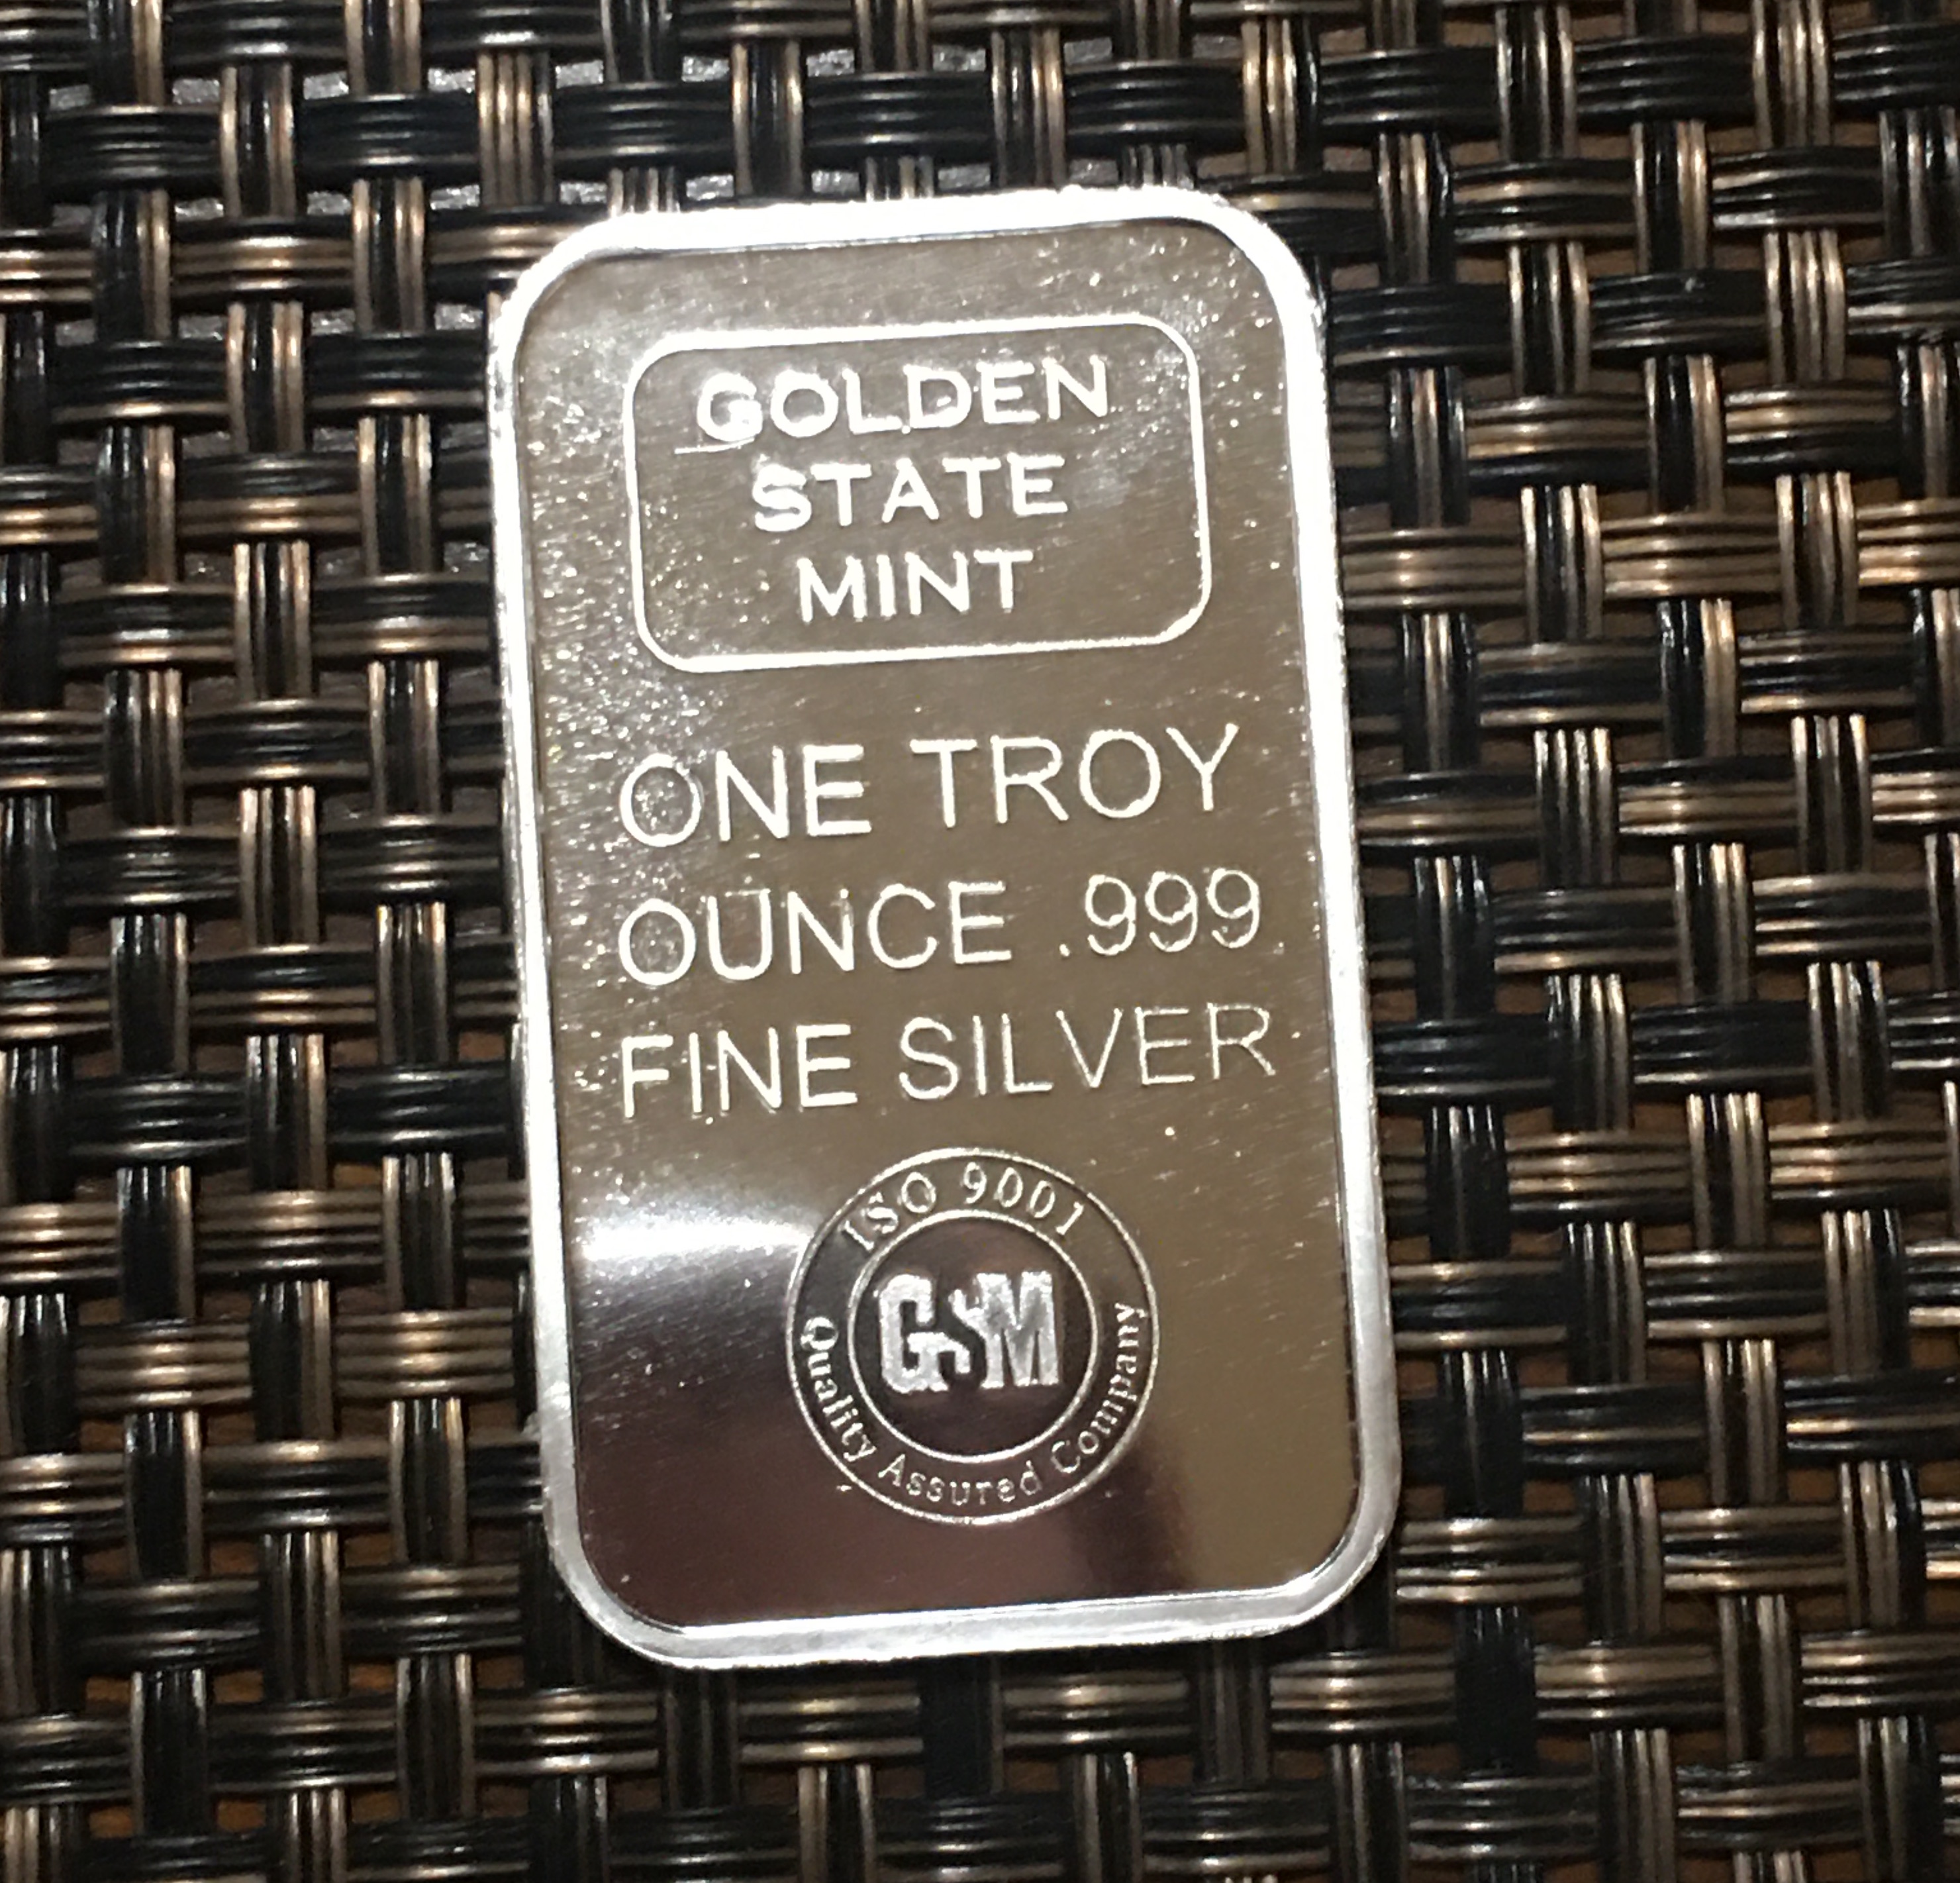 GOLDEN
STATE
MINT
ONE TROY
OUNCE .999
FINE SILVER
ISO 9001
GSM
Quality Assured Company